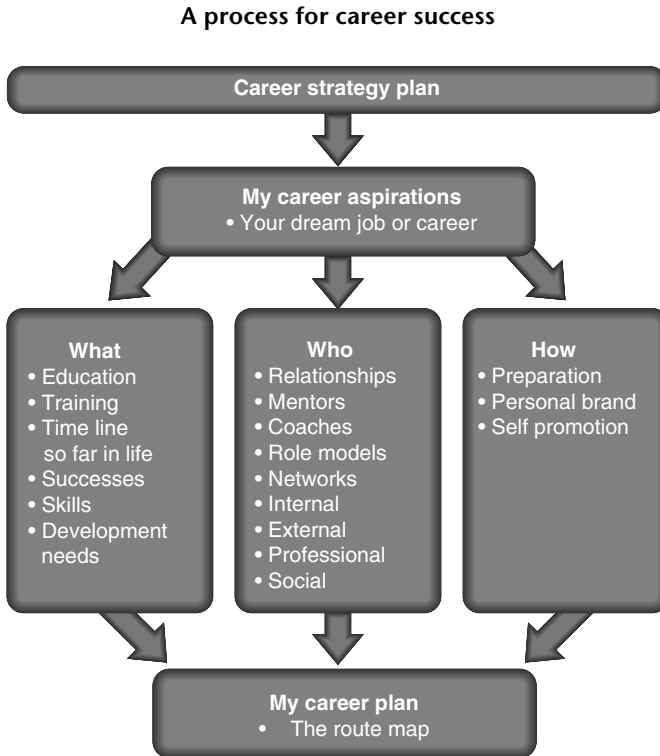 A process for career success
Career strategy plan
My career aspirations
• Your dream job or career
What
• Education
• Training
• Time line
so far in life
• Successes
• Skills
• Development
needs
Who
• Relationships
• Mentors
• Coaches
• Role models
• Networks
• Internal
• External
• Professional
• Social
How
• Preparation
• Personal brand
• Self promotion
My career plan
• The route map